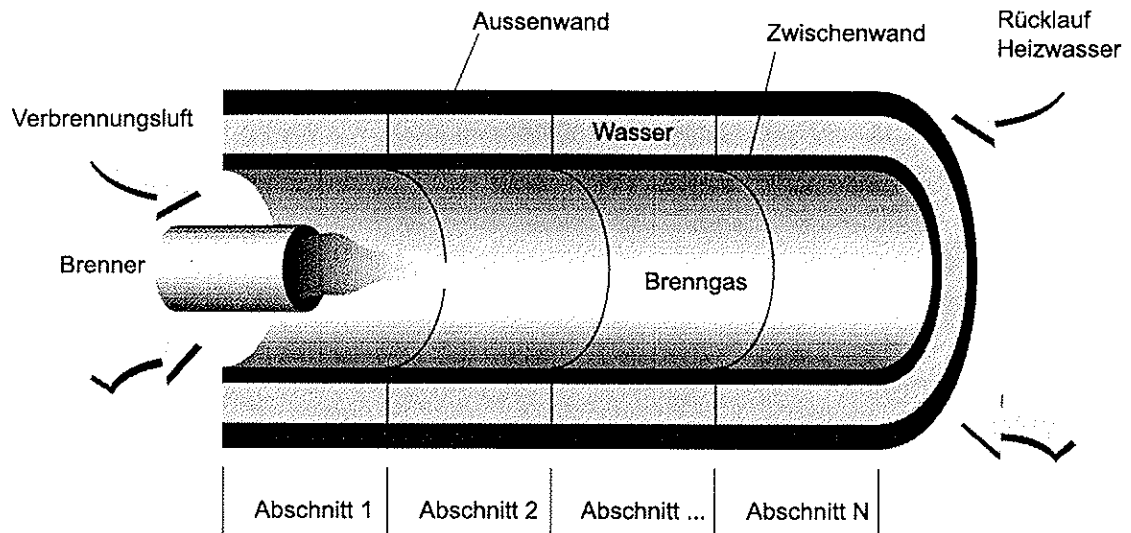 Aussenwand
Zwischenwand
Rücklauf
Heizwasser
Verbrennungsluft
Wasser
Brenner
Brenngas
Abschnitt 1
Abschnitt 2
Abschnitt ...
Abschnitt N